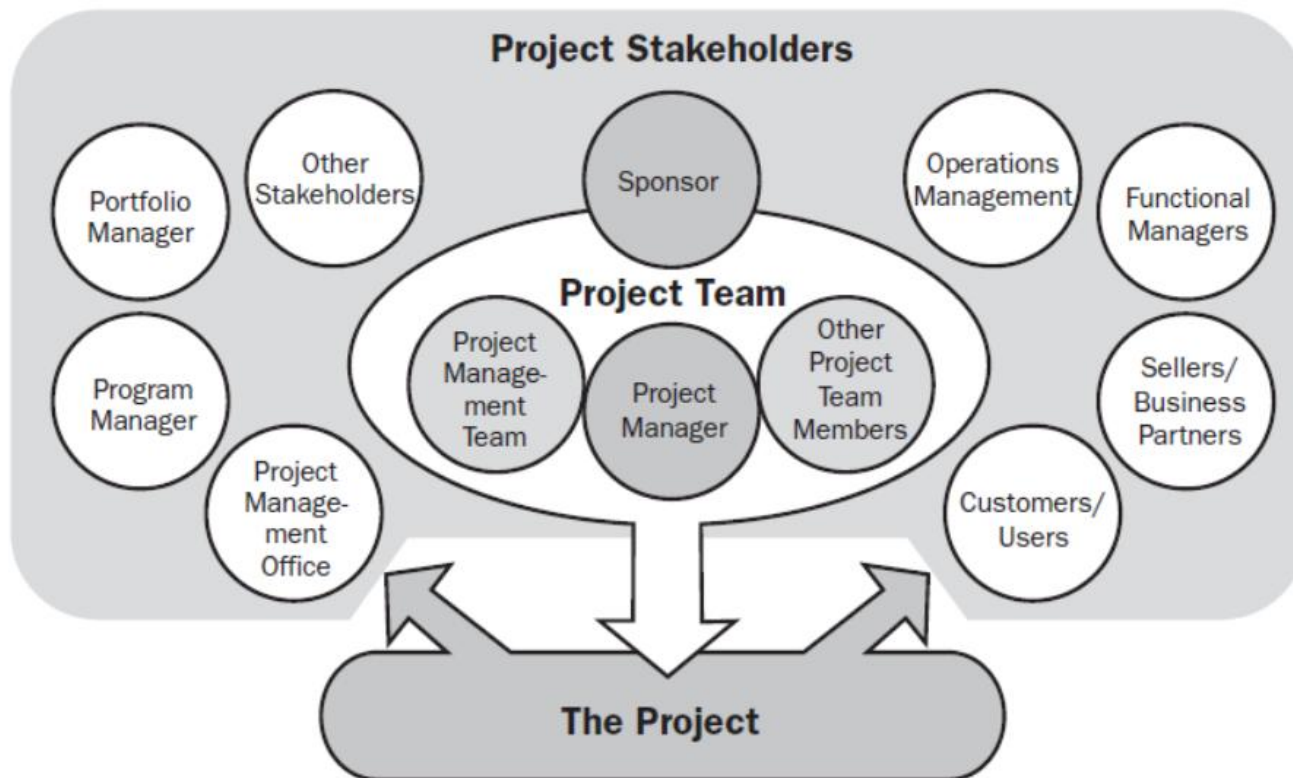 Project Stakeholders
Other
Stakeholders
Portfolio
Manager
Program
Manager
Project
Manage-
ment
Office
Sponsor
Project Team
Project
Manage-
ment
Team
Project
Manager
Other
Project
Team
Members
Operations
Management
Functional
Managers
Sellers/
Business
Partners
Customers/
Users
The Project